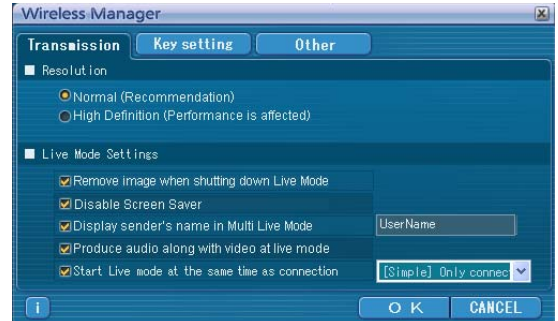 Wireless Manager
Transmission Key setting Other
Resolution
Normal (Recommendation)
High Definition (Performance is affected)
Live Mode Settings
Remove image when shutting down Live Mode
Disable Screen Saver
Display sender's name in Multi Live Mode UserName
Produce audio along with video at live mode
Start Live mode at the same time as connection [Simple] Only connec
i OK CANCEL